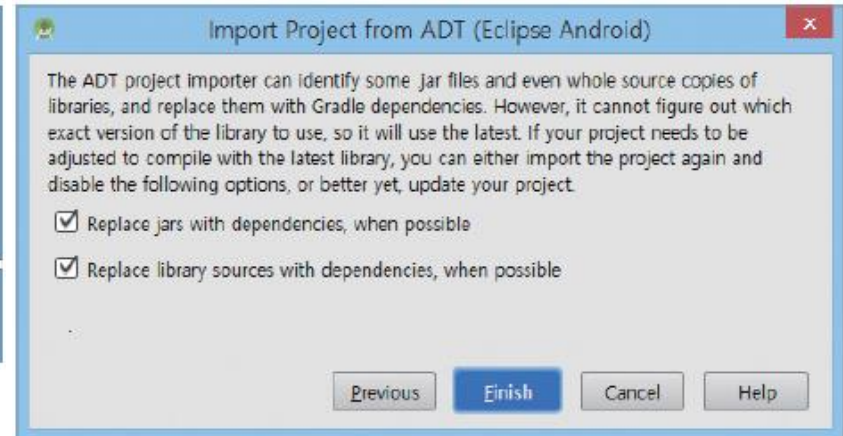 Import Project from ADT (Eclipse Android)
The ADT project importer can identify some .jar files and even whole source copies of
libraries, and replace them with Gradle dependencies. However, it cannot figure out which
exact version of the library to use, so it will use the latest. If your project needs to be
adjusted to compile with the latest library, you can either import the project again and
disable the following options, or better yet, update your project.
Replace jars with dependencies, when possible
Replace library sources with dependencies, when possible
Previous Finish Cancel Help